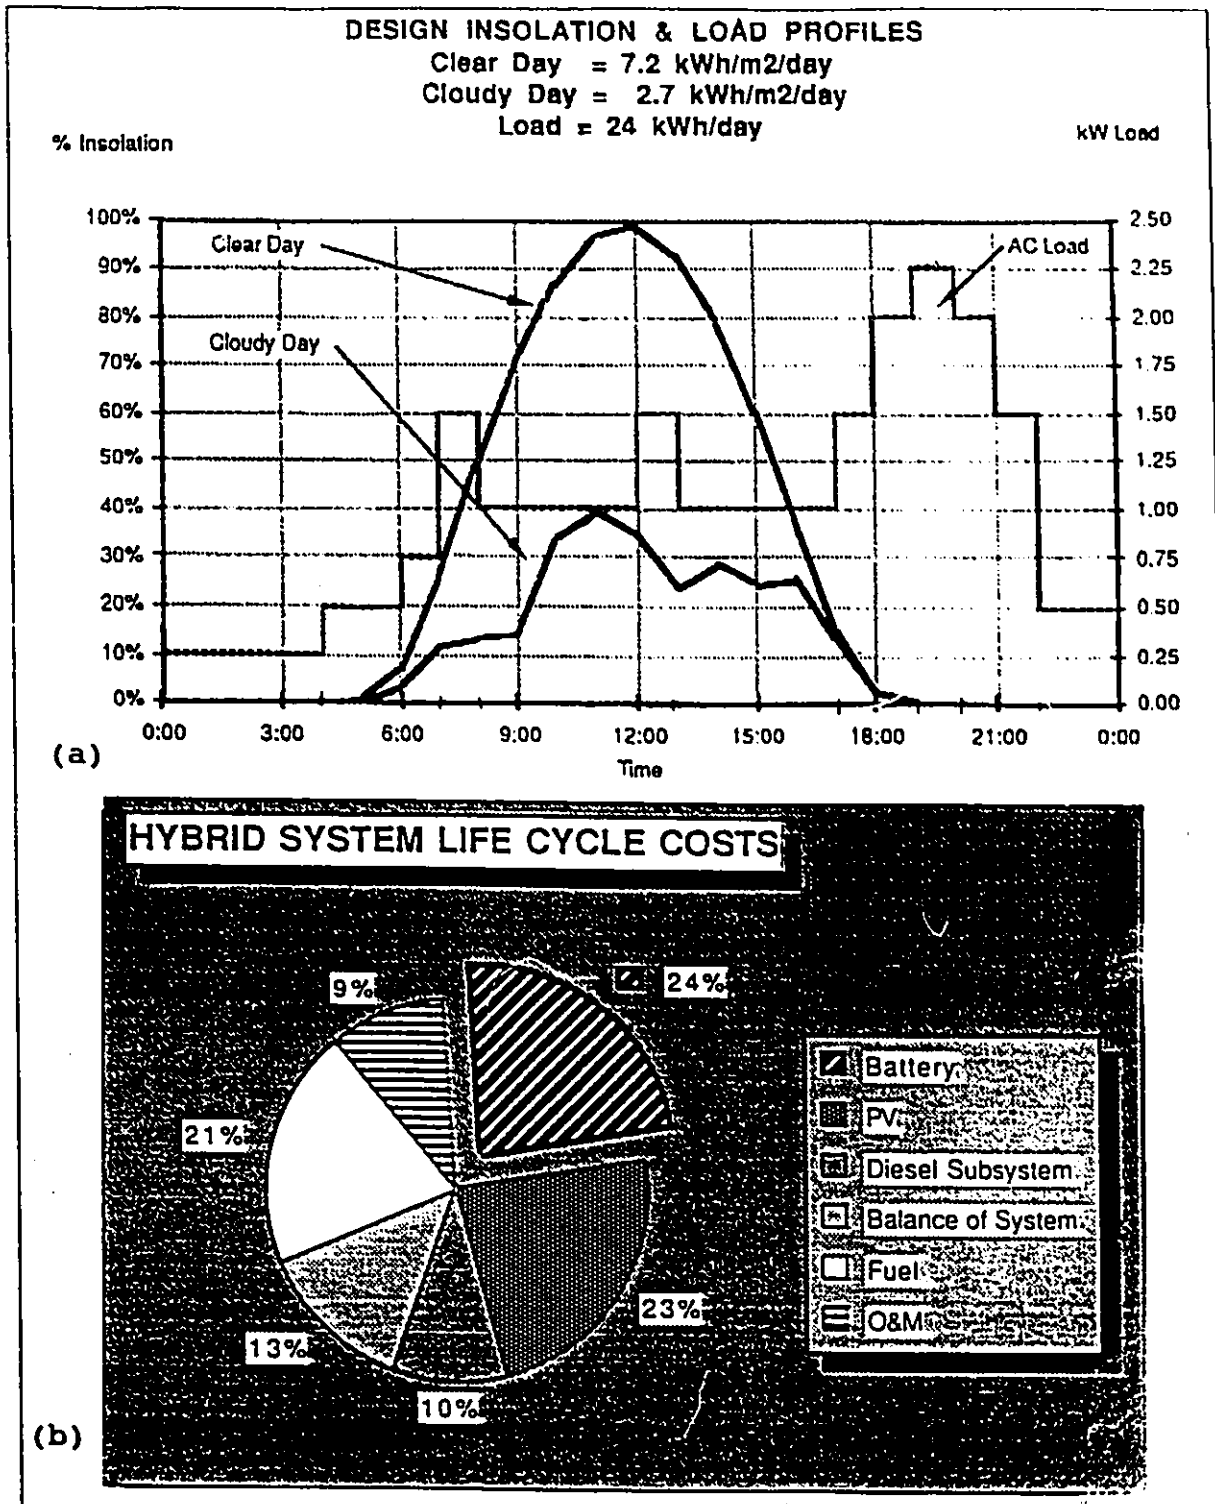 DESIGN INSOLATION & LOAD PROFILES
Clear Day = 7.2 kWh/m2/day
Cloudy Day = 2.7 kWh/m2/day
Load = 24 kWh/day
% Insolation
kW Load
100%
90%
80%
70%
60%
50%
40%
30%
20%
10%
0%
Clear Day
Cloudy Day
AC Load
2.50
2.25
2.00
1.75
1.50
1.25
1.00
0.75
0.50
0.25
0.00
0:00 3:00 6:00 9:00 12:00 15:00 18:00 21:00 0:00
Time
(a)
HYBRID SYSTEM LIFE CYCLE COSTS
9%
24%
21%
23%
13%
10%
Battery
PV
Diesel Subsystem
Balance of System
Fuel
O&M
(b)